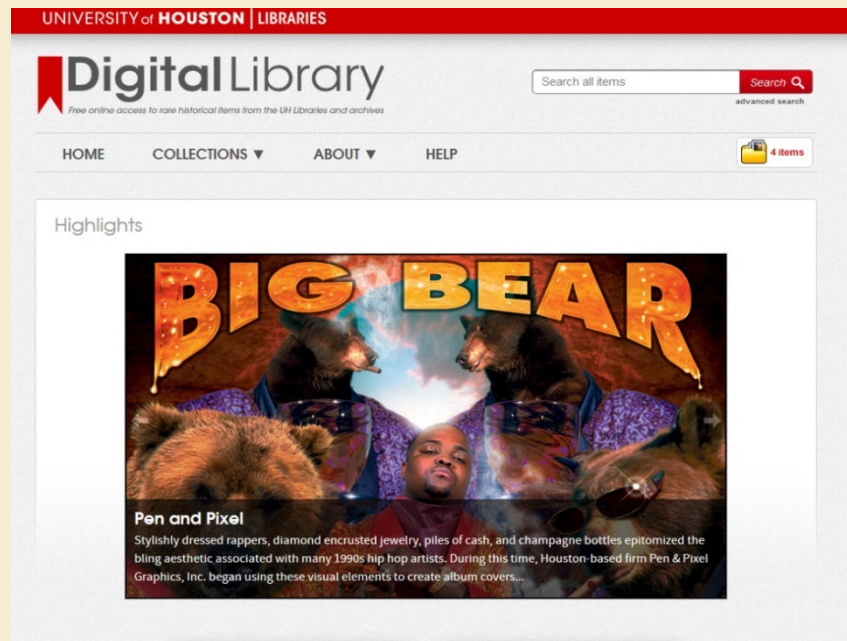 UNIVERSITY of HOUSTON | LIBRARIES
Digital Library
Free online access to rare historical items from the UH Libraries and archives
Search all items
Search
advanced search
HOME
COLLECTIONS ▼
ABOUT ▼
HELP
4 items
Highlights
BIG BEAR
Pen and Pixel
Stylishly dressed rappers, diamond encrusted jewelry, piles of cash, and champagne bottles epitomized the
bling aesthetic associated with many 1990s hip hop artists. During this time, Houston-based firm Pen & Pixel
Graphics, Inc. began using these visual elements to create album covers...